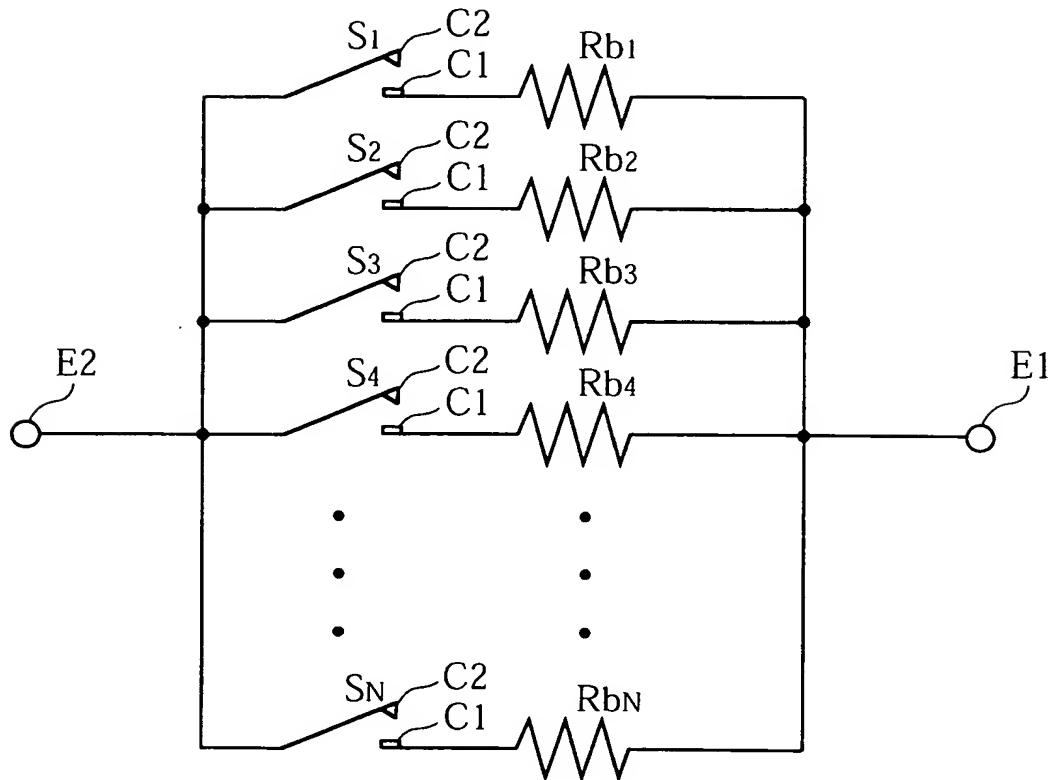 S1 C2 Rb1
C1
S2 C2 Rb2
C1
S3 C2 Rb3
C1
E2 S4 C2 Rb4 E1
C1
SN C2 RbN
C1